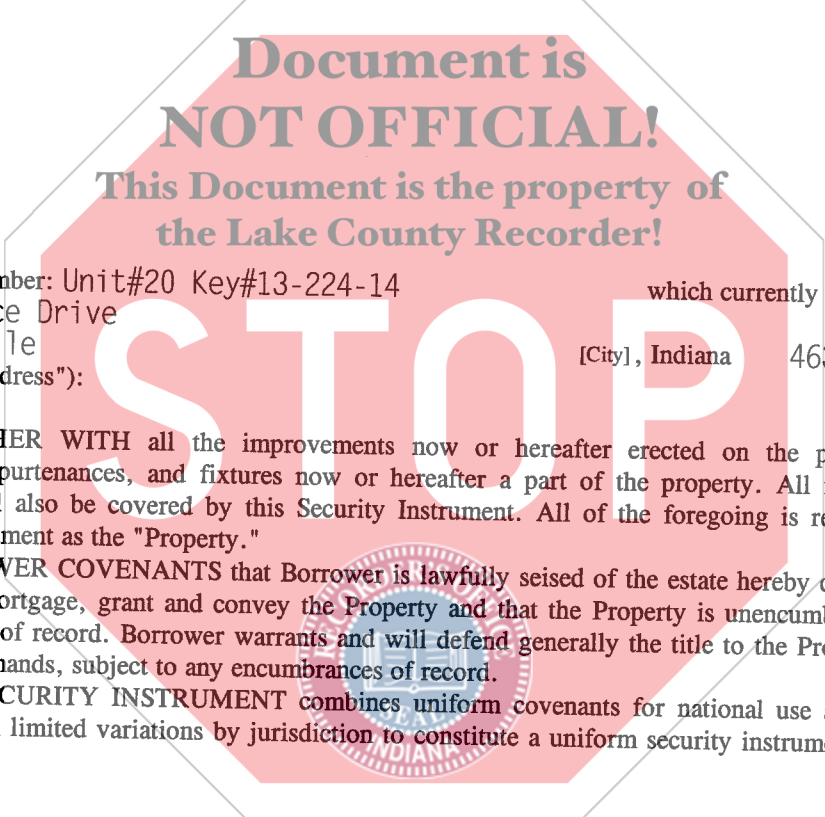 Document is
NOT OFFICIAL!
This Document is the property of
the Lake County Recorder!
STOP
mber: Unit#20 Key#13-224-14 which currently
ce Drive
le [City], Indiana 463
dress"):
HER WITH all the improvements now or hereafter erected on the p
purtenances, and fixtures now or hereafter a part of the property. All
l also be covered by this Security Instrument. All of the foregoing is re
ment as the "Property."
WER COVENANTS that Borrower is lawfully seised of the estate hereby c
ortgage, grant and convey the Property and that the Property is unencumb
of record. Borrower warrants and will defend generally the title to the Pro
nands, subject to any encumbrances of record.
CURITY INSTRUMENT combines uniform covenants for national use
limited variations by jurisdiction to constitute a uniform security instrum
SEAL
INDIANA